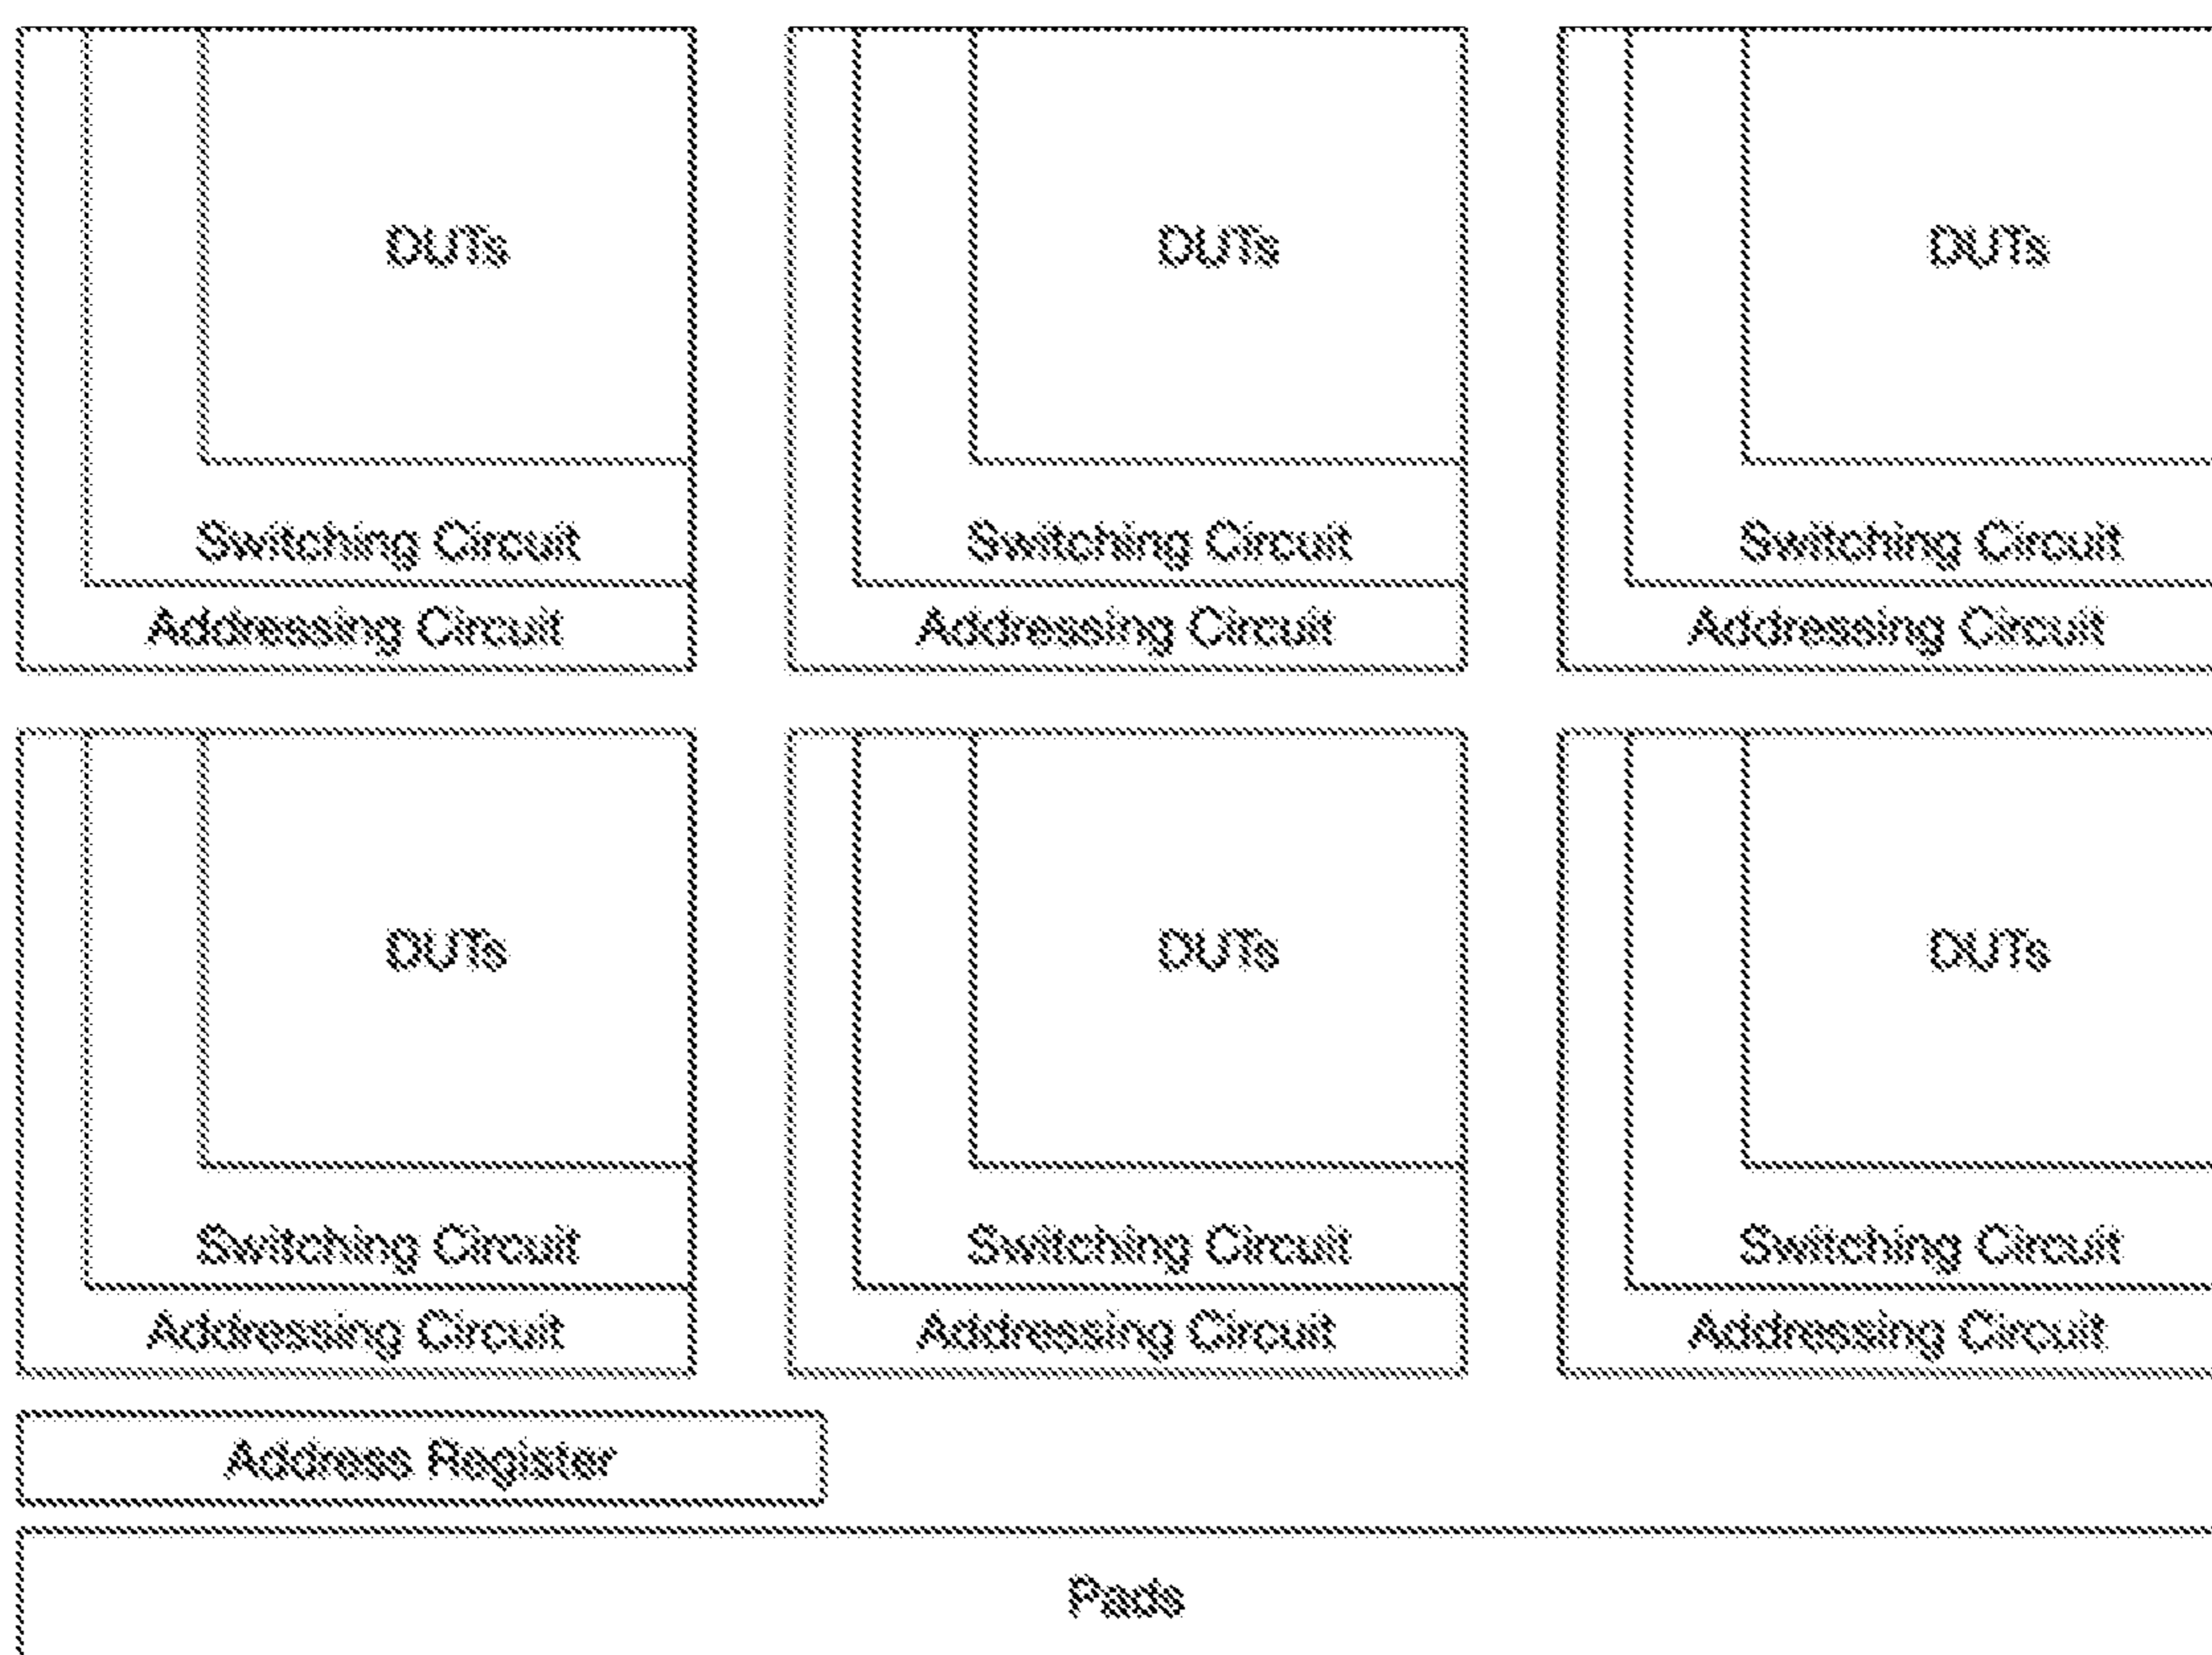 DUTs DUTs DUTs
Switching Circuit Switching Circuit Switching Circuit
Addressing Circuit Addressing Circuit Addressing Circuit
DUTs DUTs DUTs
Switching Circuit Switching Circuit Switching Circuit
Addressing Circuit Addressing Circuit Addressing Circuit
Address Register
Pads